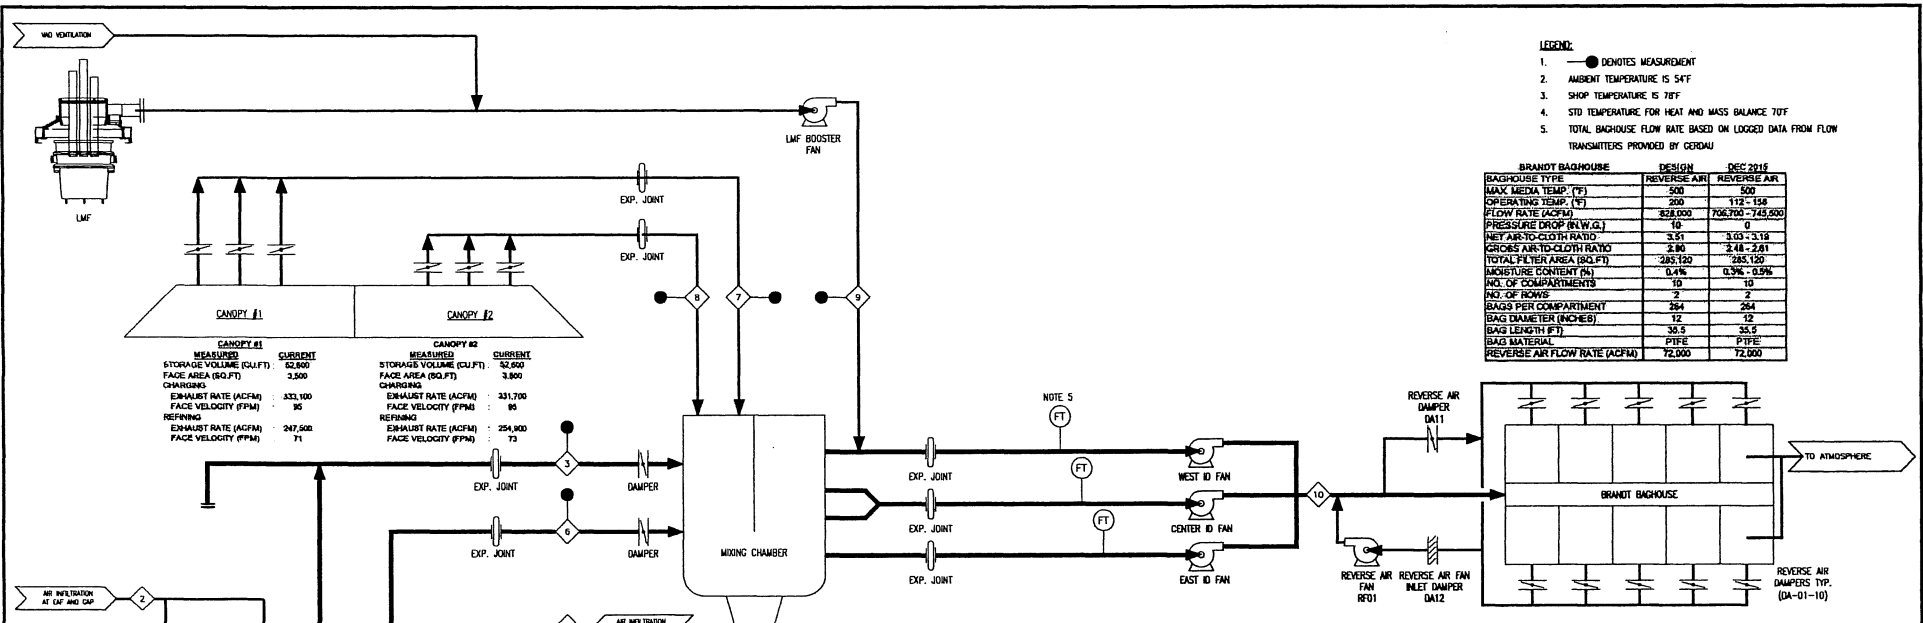 VAD VENTILATION
LMF
LMF BOOSTER
FAN
EXP. JOINT
EXP. JOINT
CANOPY #1
CANOPY #2
8
7
9
CANOPY #1
MEASURED CURRENT
STORAGE VOLUME (CU.FT) : 52,600
FACE AREA (SQ.FT) 3,500
CHARGING
EXHAUST RATE (ACFM) : 333,100
FACE VELOCITY (FPM) : 95
REFINING
EXHAUST RATE (ACFM) : 247,500
FACE VELOCITY (FPM) : 71
CANOPY #2
MEASURED CURRENT
STORAGE VOLUME (CU.FT) : 52,600
FACE AREA (SQ.FT) 3,500
CHARGING
EXHAUST RATE (ACFM) : 331,700
FACE VELOCITY (FPM) : 95
REFINING
EXHAUST RATE (ACFM) : 254,900
FACE VELOCITY (FPM) : 73
3
EXP. JOINT
DAMPER
6
EXP. JOINT
DAMPER
MIXING CHAMBER
AIR INFILTRATION
AT EAF AND GAP
2
AIR INFILTRATION
NOTE 5
FT
FT
FT
EXP. JOINT
EXP. JOINT
EXP. JOINT
WEST ID FAN
CENTER ID FAN
EAST ID FAN
10
LEGEND:
1. DENOTES MEASUREMENT
2. AMBIENT TEMPERATURE IS 54°F
3. SHOP TEMPERATURE IS 78°F
4. STD TEMPERATURE FOR HEAT AND MASS BALANCE 70°F
5. TOTAL BAGHOUSE FLOW RATE BASED ON LOGGED DATA FROM FLOW
TRANSMITTERS PROVIDED BY GERDAU
BRANDT BAGHOUSE DESIGN DEC 2015
BAGHOUSE TYPE REVERSE AIR REVERSE AIR
MAX. MEDIA TEMP. (°F) 500 500
OPERATING TEMP. (°F) 200 112 - 158
FLOW RATE (ACFM) 828,000 706,700 - 745,500
PRESSURE DROP (IN.W.G.) 10 0
NET AIR-TO-CLOTH RATIO 3.51 3.03 - 3.19
GROSS AIR-TO-CLOTH RATIO 2.90 2.48 - 2.61
TOTAL FILTER AREA (SQ.FT) 285,120 285,120
MOISTURE CONTENT (%) 0.4% 0.3% - 0.5%
NO. OF COMPARTMENTS 10 10
NO. OF ROWS 2 2
BAGS PER COMPARTMENT 264 264
BAG DIAMETER (INCHES) 12 12
BAG LENGTH (FT) 35.5 35.5
BAG MATERIAL PTFE PTFE
REVERSE AIR FLOW RATE (ACFM) 72,000 72,000
REVERSE AIR
DAMPER
DA11
TO ATMOSPHERE
BRANDT BAGHOUSE
REVERSE AIR
FAN
RF01
REVERSE AIR FAN
INLET DAMPER
DA12
REVERSE AIR
DAMPERS TYP.
(DA-01-10)